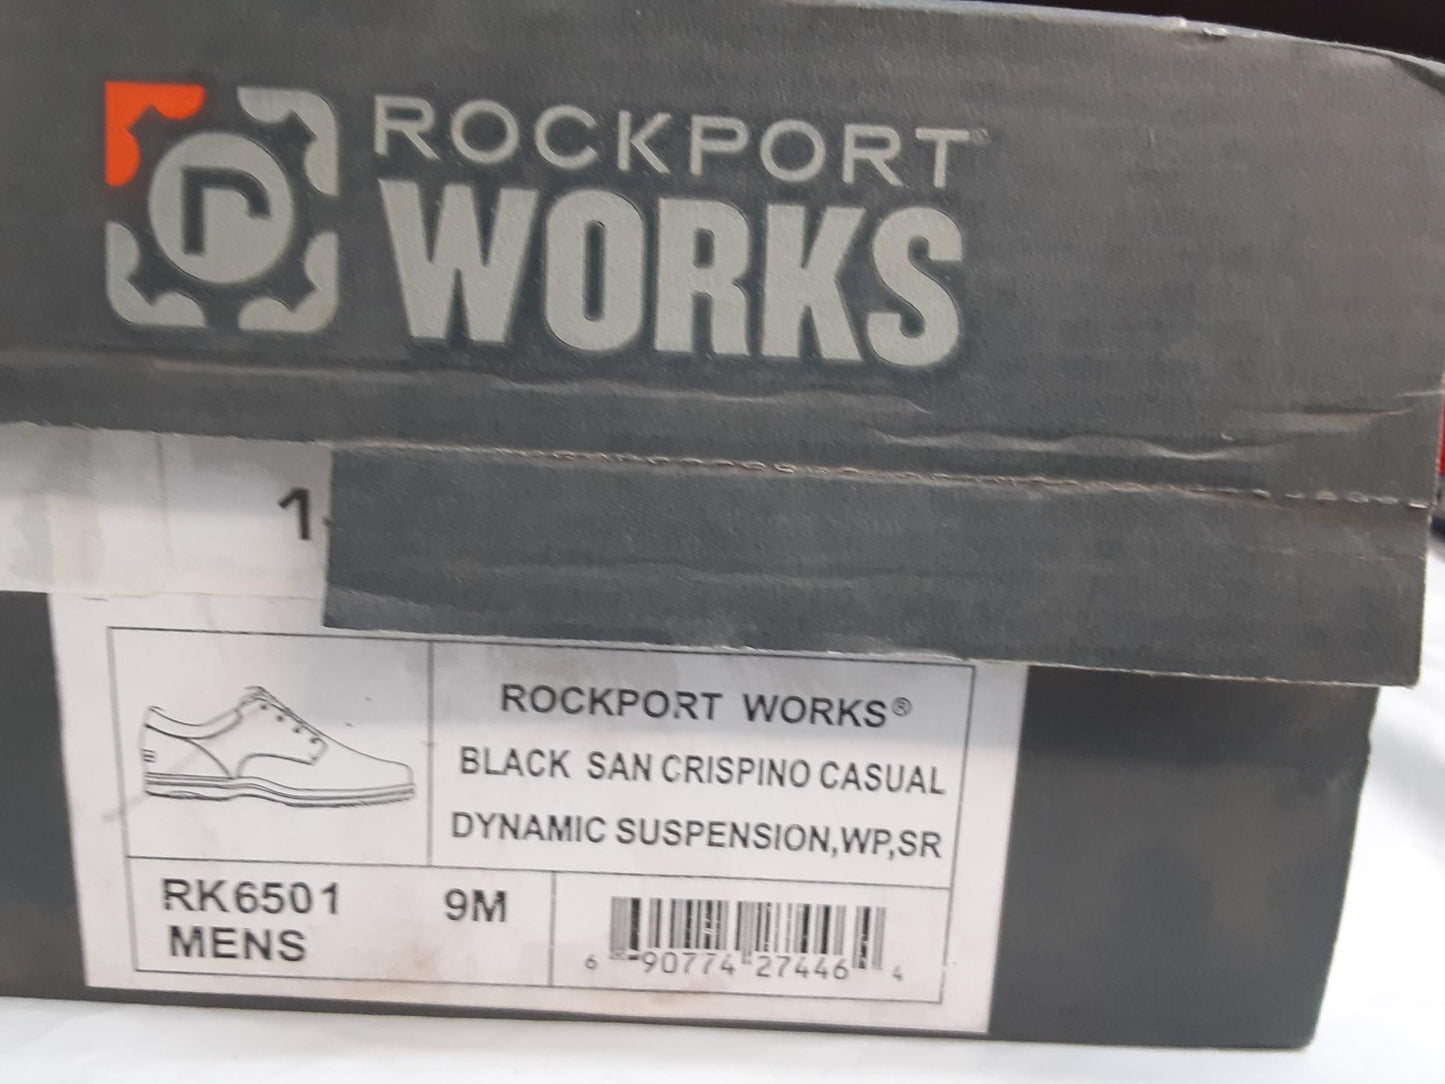 ROCKPORT
WORKS
1
ROCKPORT WORKS®
BLACK SAN CRISPINO CASUAL
DYNAMIC SUSPENSION,WP,SR
RK6501 9M
MENS
6 90774 27446 4